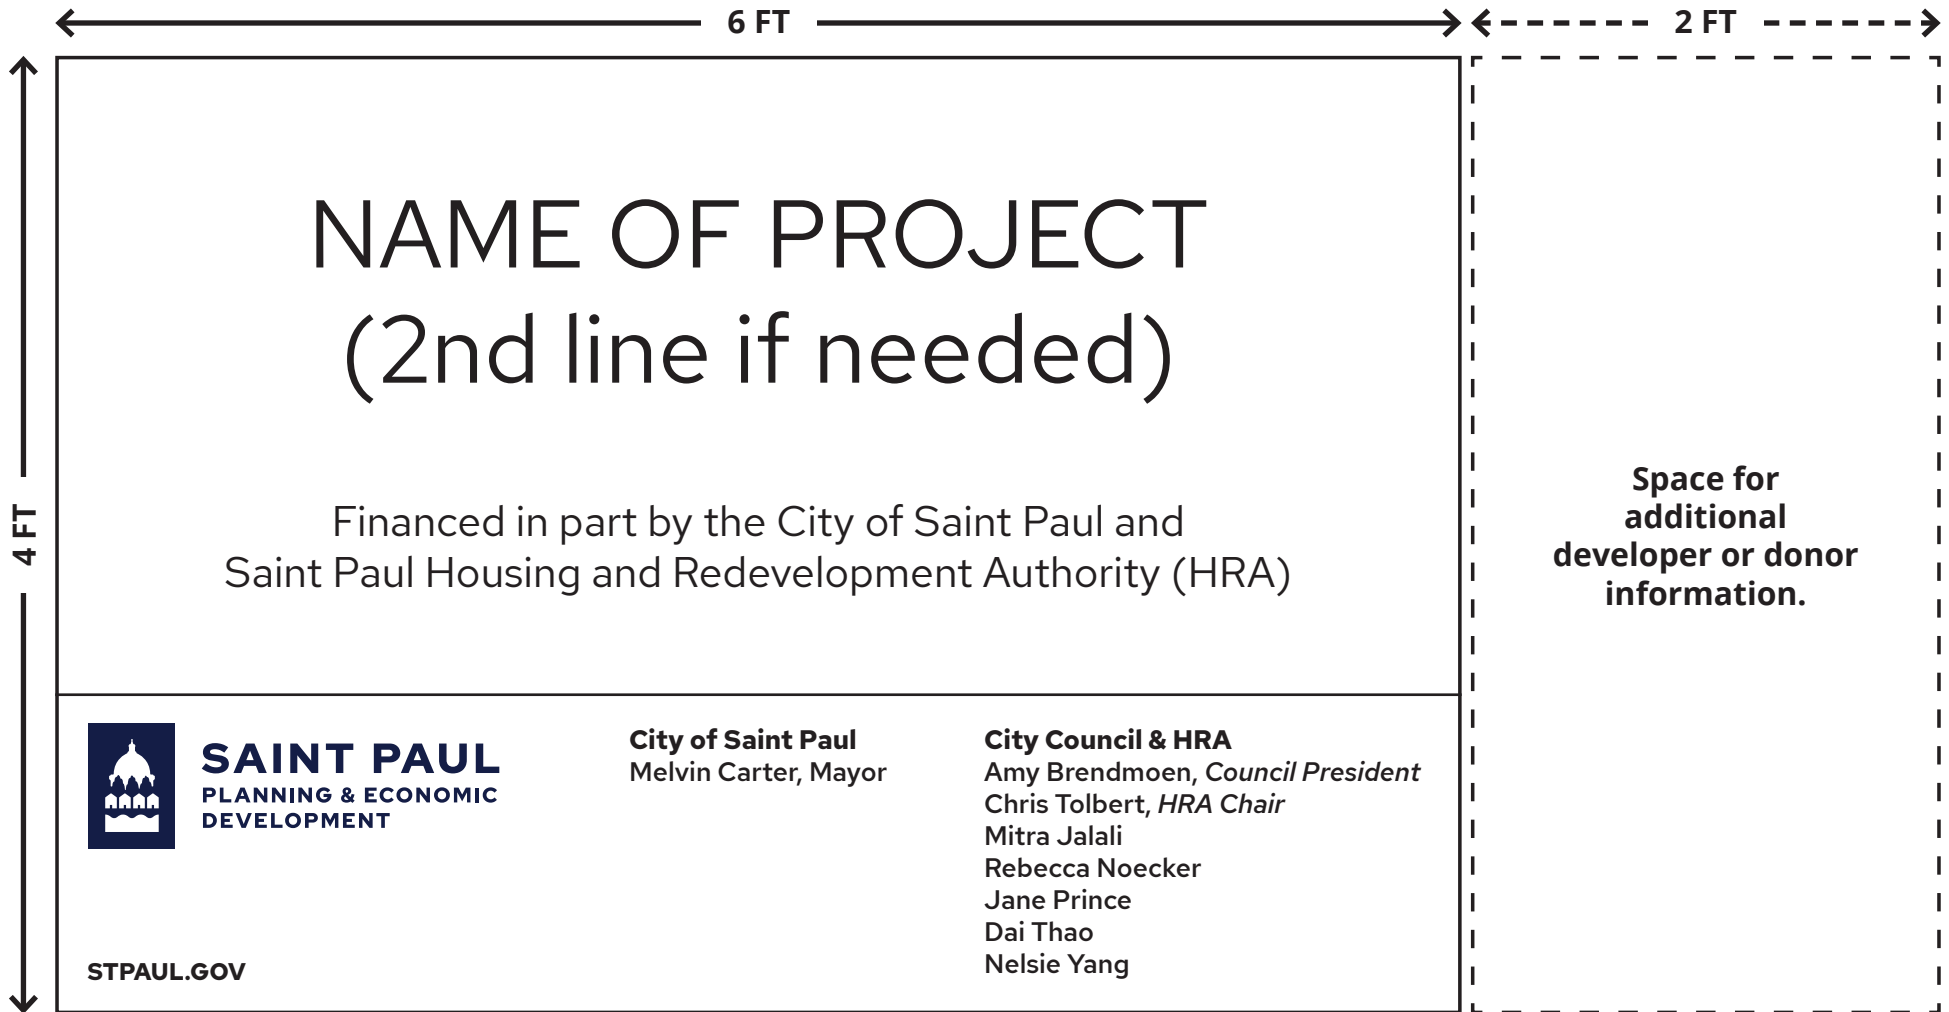 6 FT
2 FT
4 FT
NAME OF PROJECT
(2nd line if needed)
Financed in part by the City of Saint Paul and
Saint Paul Housing and Redevelopment Authority (HRA)
Space for
additional
developer or donor
information.
SAINT PAUL
PLANNING & ECONOMIC
DEVELOPMENT
STPAUL.GOV
City of Saint Paul
Melvin Carter, Mayor
City Council & HRA
Amy Brendmoen, Council President
Chris Tolbert, HRA Chair
Mitra Jalali
Rebecca Noecker
Jane Prince
Dai Thao
Nelsie Yang